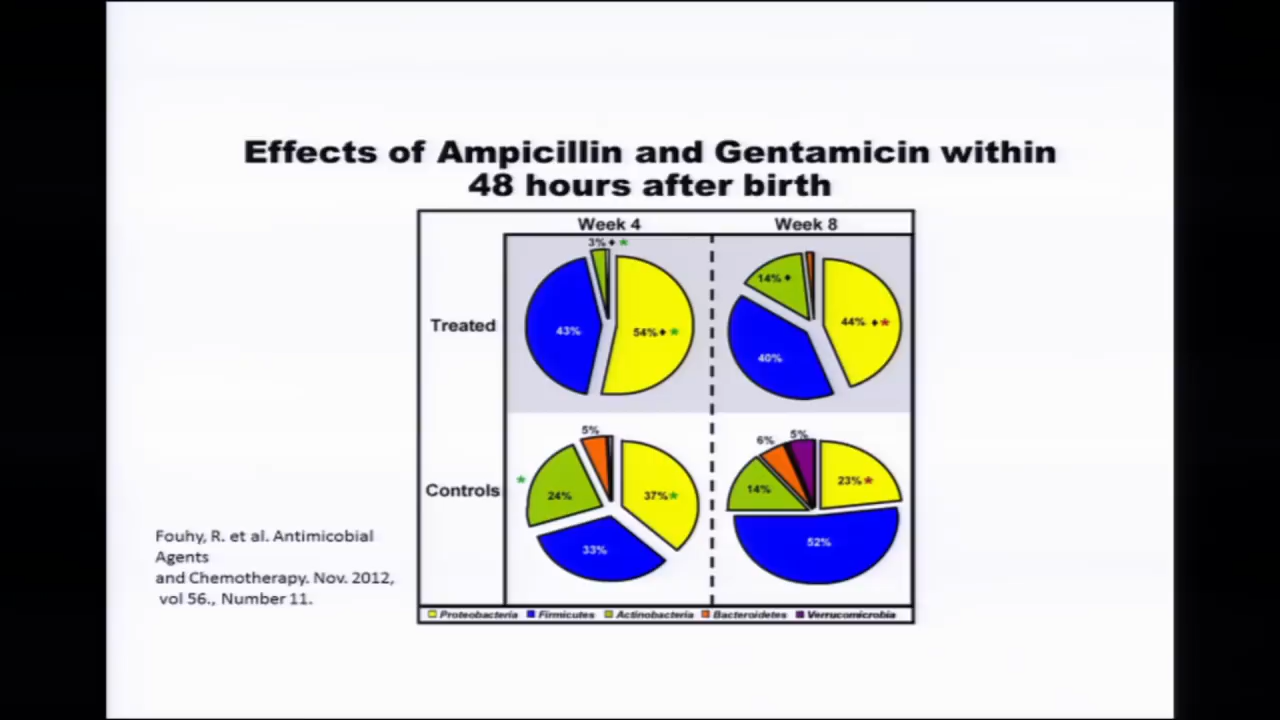 Effects of Ampicillin and Gentamicin within
48 hours after birth
Week 4
Week 8
Treated
3% ♦ *
43%
54% ♦ *
14% ♦
44% ♦ *
40%
Controls
5%
* 24%
37% *
33%
6%
5%
14%
23% *
52%
Proteobacteria Firmicutes Actinobacteria Bacteroidetes Verrucomicrobia
Fouhy, R. et al. Antimicobial
Agents
and Chemotherapy. Nov. 2012,
vol 56., Number 11.